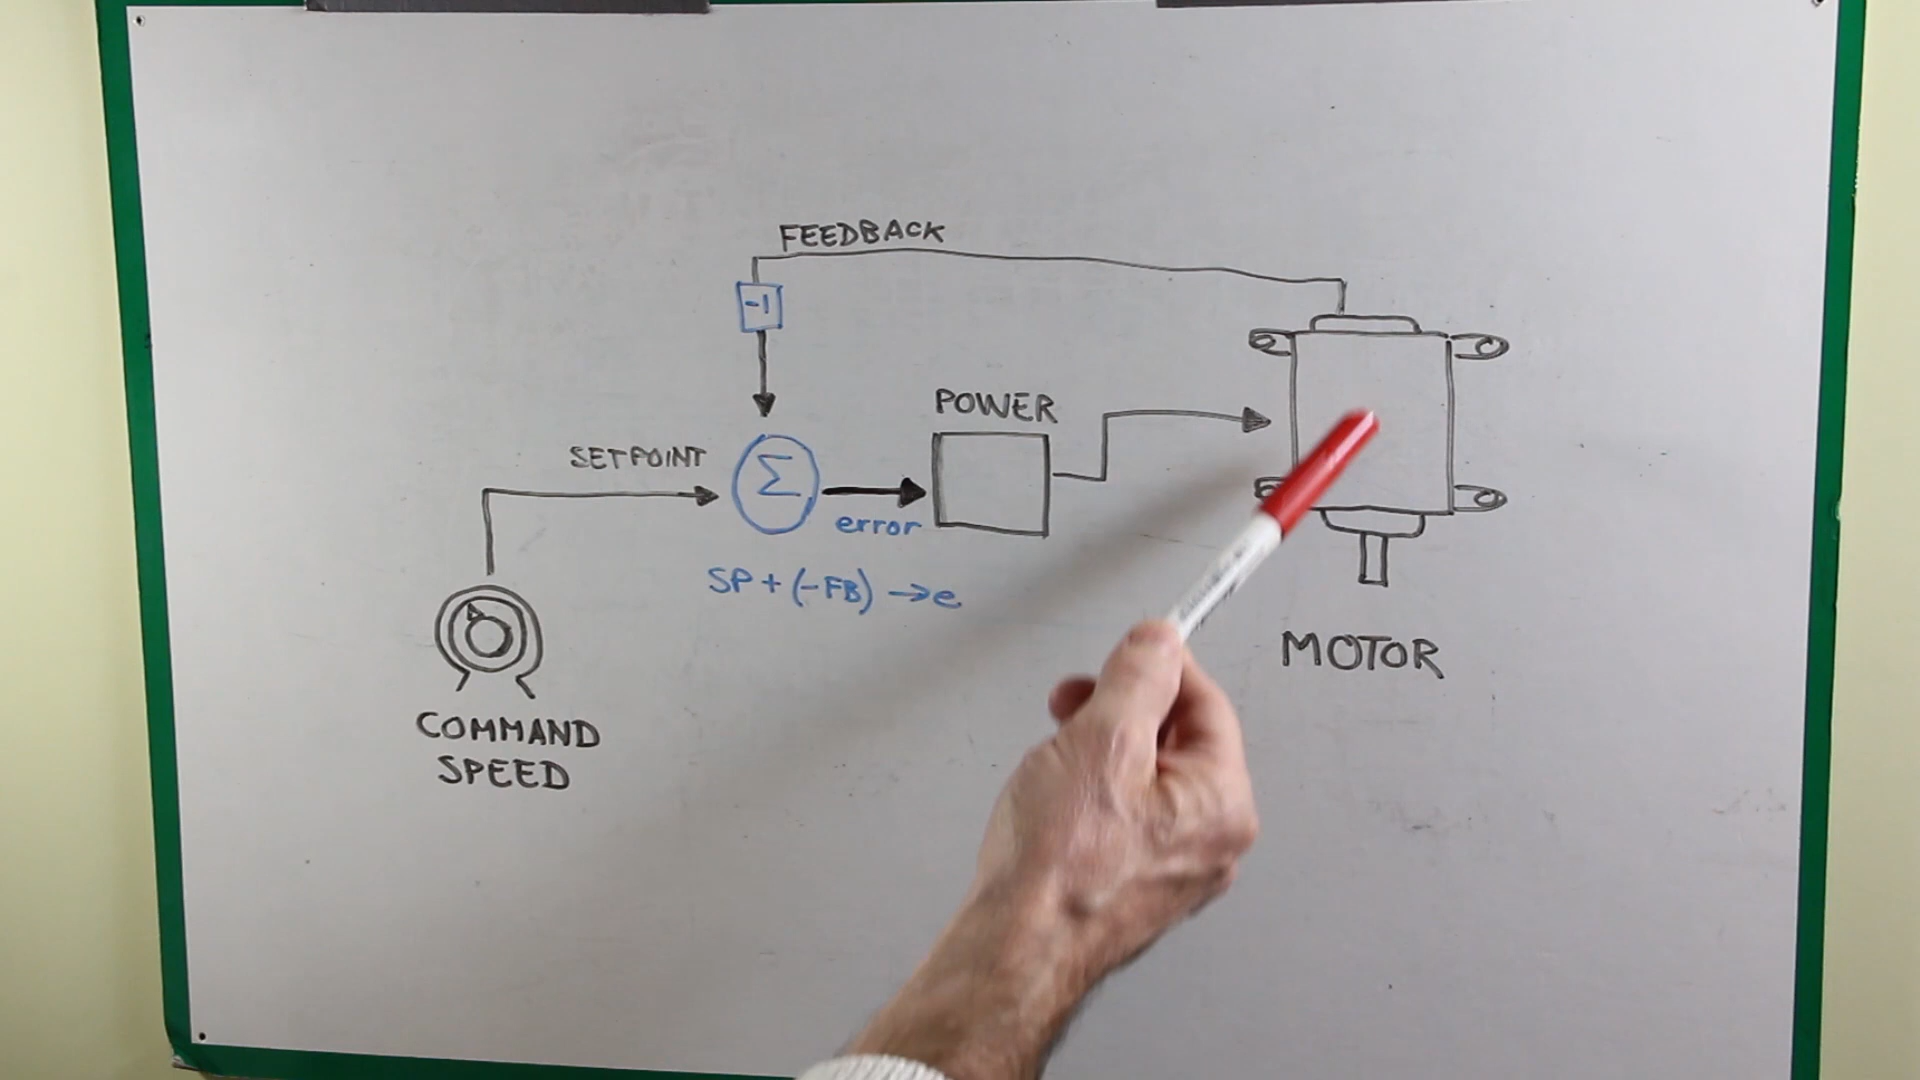 FEEDBACK
-1
POWER
SETPOINT
Σ
error
SP + (-FB) → e
MOTOR
COMMAND
SPEED